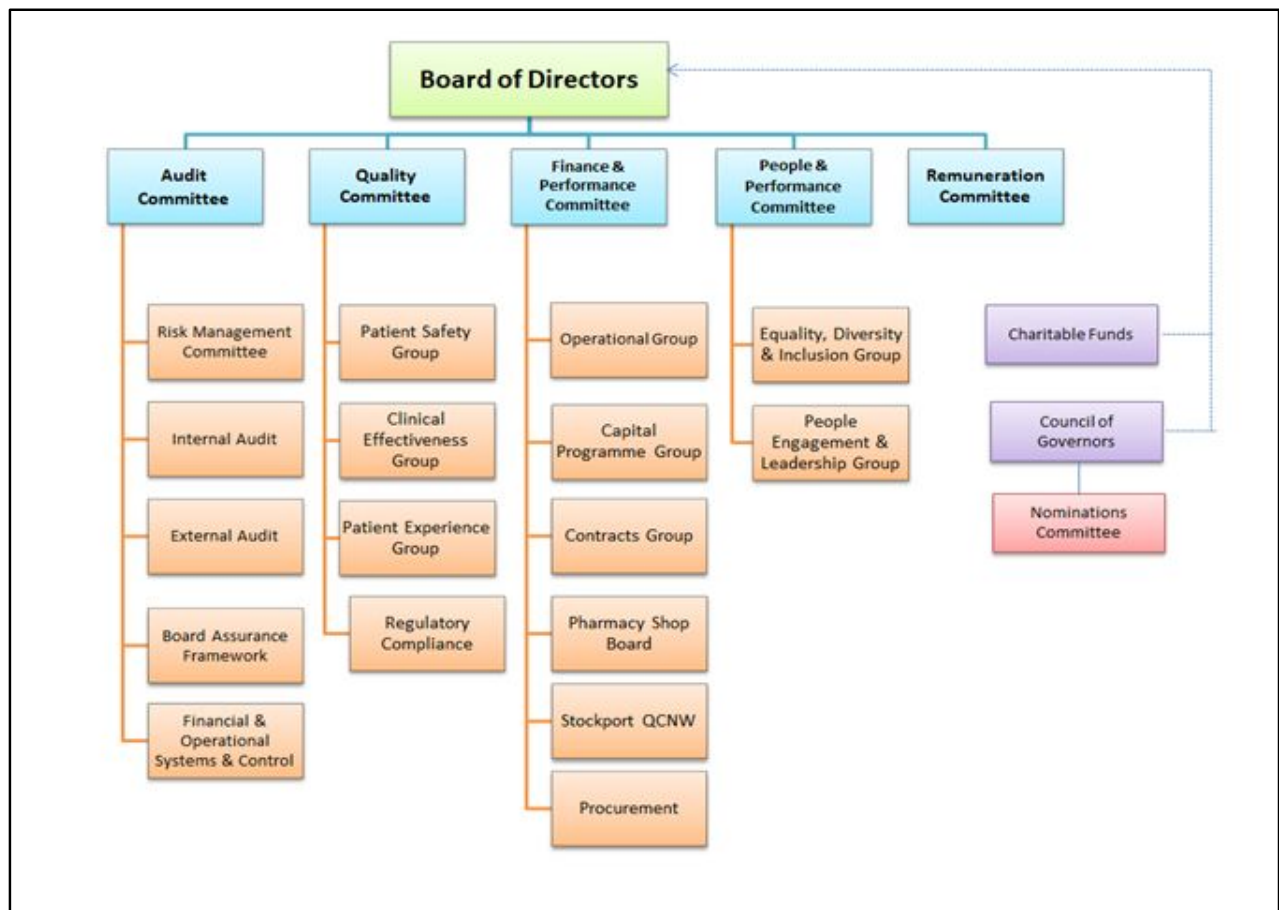 Board of Directors
Audit
Committee
Quality
Committee
Finance &
Performance
Committee
People &
Performance
Committee
Remuneration
Committee
Risk Management
Committee
Internal Audit
External Audit
Board Assurance
Framework
Financial &
Operational
Systems & Control
Patient Safety
Group
Clinical
Effectiveness
Group
Patient Experience
Group
Regulatory
Compliance
Operational Group
Capital
Programme Group
Contracts Group
Pharmacy Shop
Board
Stockport QCNW
Procurement
Equality, Diversity
& Inclusion Group
People
Engagement &
Leadership Group
Charitable Funds
Council of
Governors
Nominations
Committee